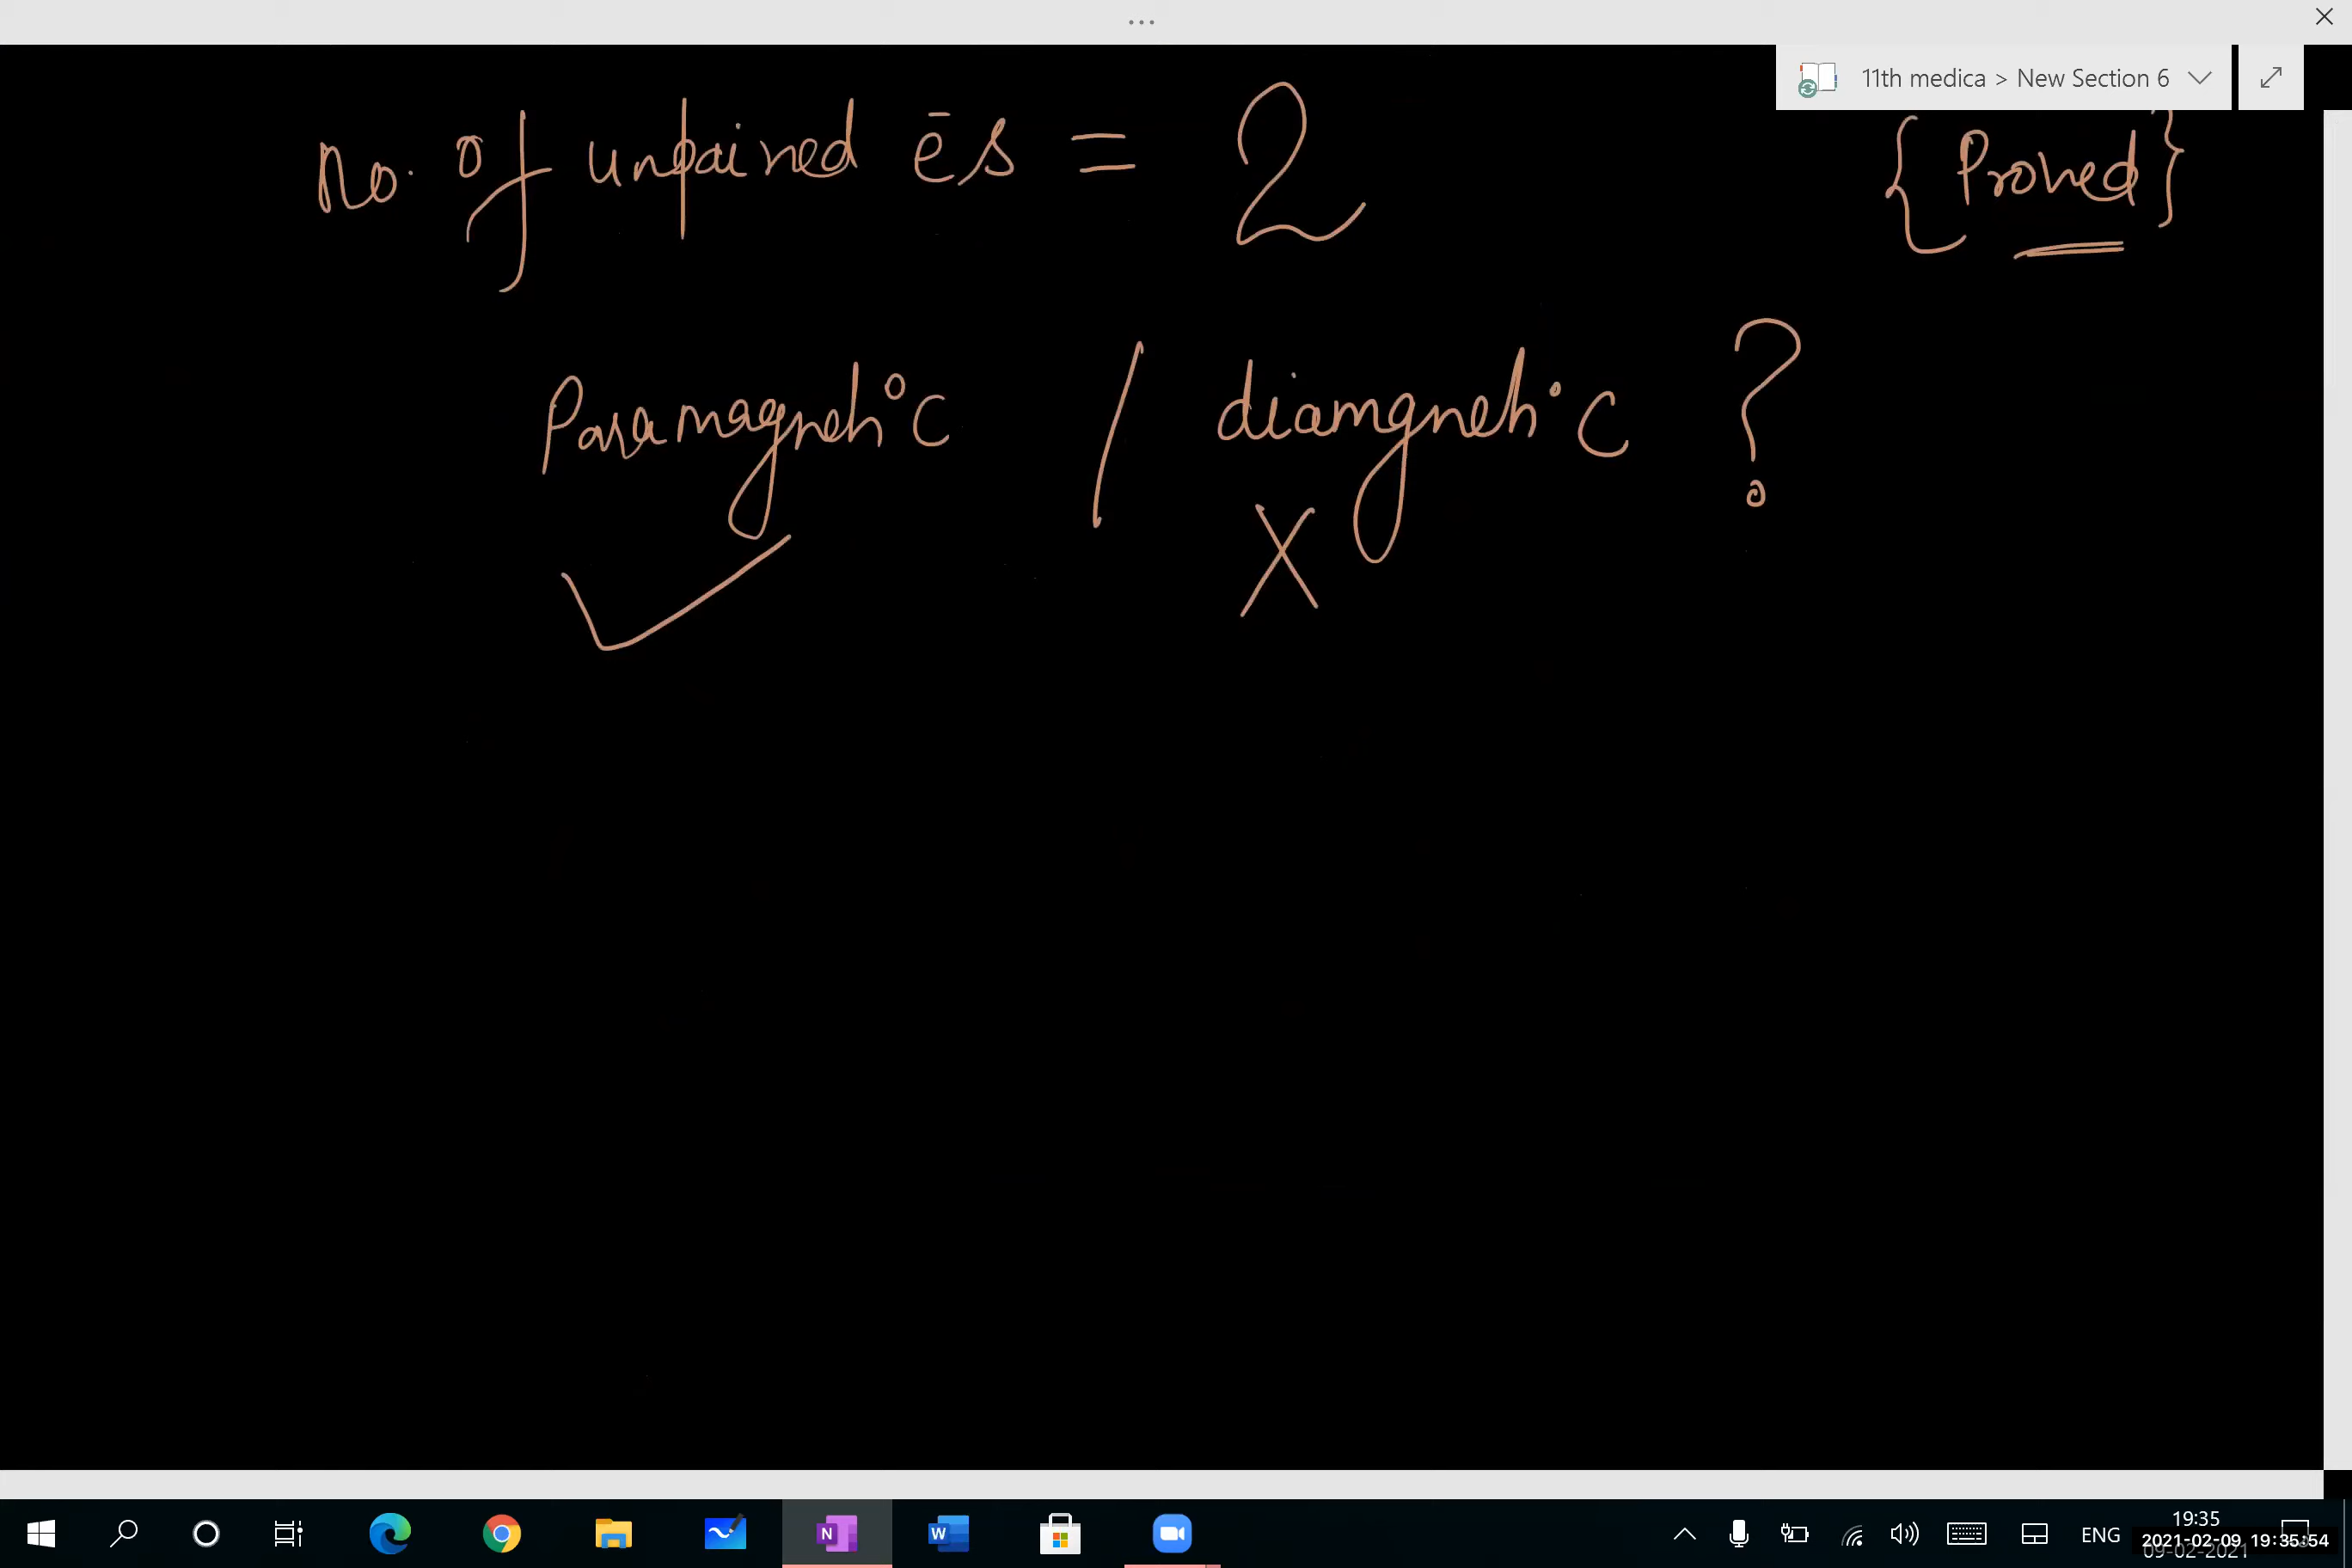 11th medica > New Section 6
No. of unpaired ēs = 2 {Proved}
Paramagnetic / diamgnetic ?
✓ X
ENG
19:35
2021-02-09 19:35:54
09-02-2021